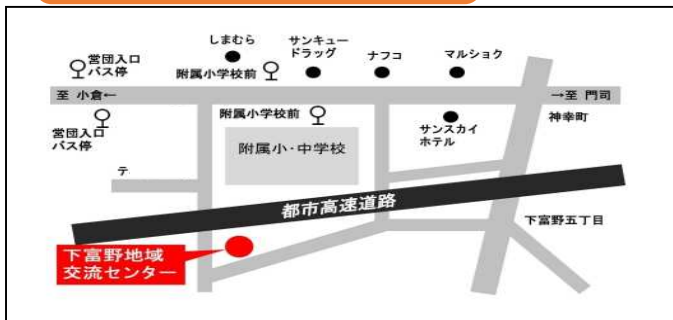 しまむら
サンキュー
ドラッグ
ナフコ
マルショク
営団入口
バス停
附属小学校前
至 小倉←
→至 門司
営団入口
バス停
附属小学校前
サンスカイ
ホテル
神幸町
附属小・中学校
テ
都市高速道路
下富野五丁目
下富野地域
交流センター